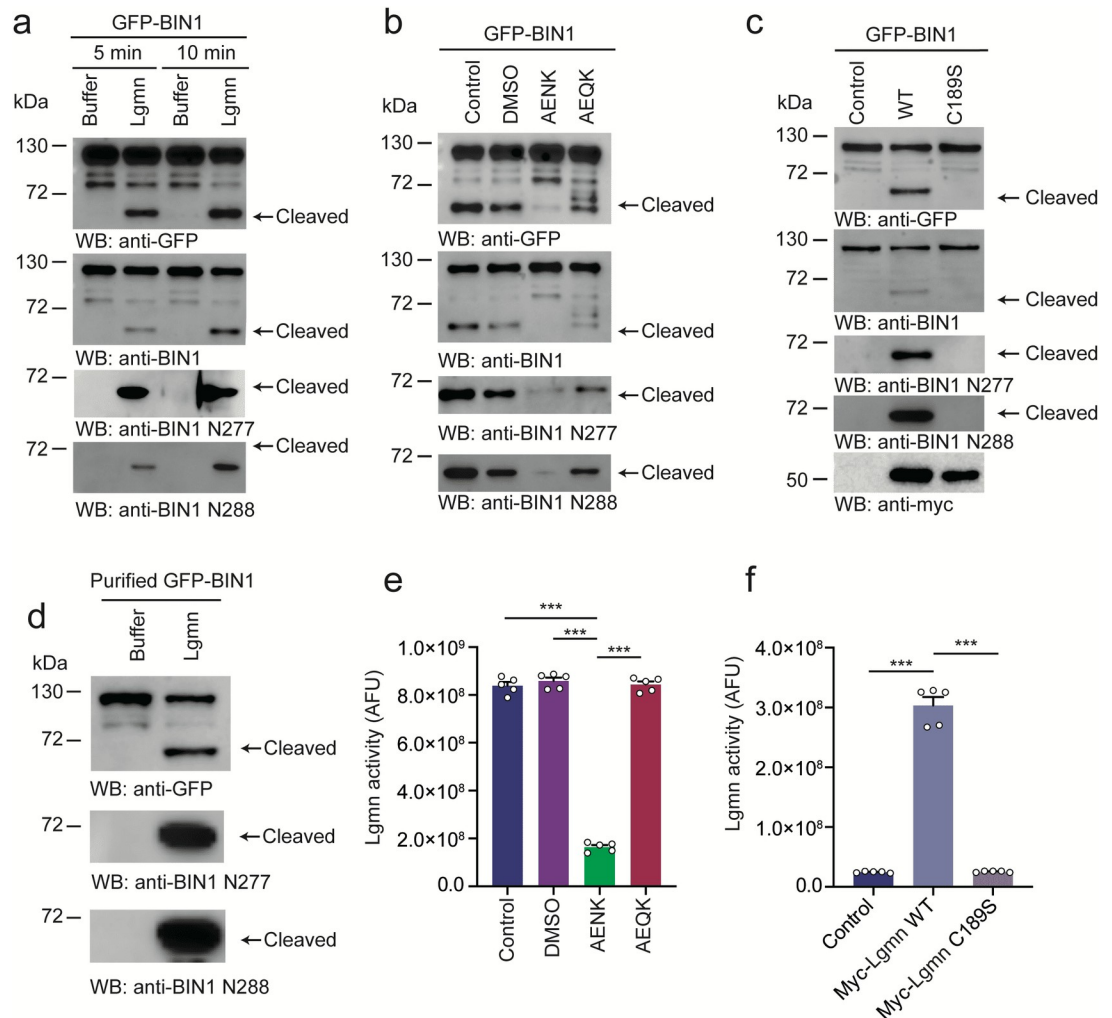 a
GFP-BIN1
5 min 10 min
kDa
Buffer Lgmn Buffer Lgmn
130
72
←Cleaved
WB: anti-GFP
130
72
←Cleaved
WB: anti-BIN1
72
←Cleaved
WB: anti-BIN1 N277
72
←Cleaved
WB: anti-BIN1 N288
b
GFP-BIN1
kDa
Control DMSO AENK AEQK
130
72
←Cleaved
WB: anti-GFP
130
72
←Cleaved
WB: anti-BIN1
72
←Cleaved
WB: anti-BIN1 N277
72
←Cleaved
WB: anti-BIN1 N288
c
GFP-BIN1
kDa
Control WT C189S
130
72
←Cleaved
WB: anti-GFP
130
72
←Cleaved
WB: anti-BIN1
72
←Cleaved
WB: anti-BIN1 N277
72
←Cleaved
WB: anti-BIN1 N288
50
WB: anti-myc
d
Purified GFP-BIN1
kDa
Buffer Lgmn
130
72
←Cleaved
WB: anti-GFP
72
←Cleaved
WB: anti-BIN1 N277
72
←Cleaved
WB: anti-BIN1 N288
e
***
*** ***
Lgmn activity (AFU)
1.0×10⁹
8.0×10⁸
6.0×10⁸
4.0×10⁸
2.0×10⁸
0.0
Control DMSO AENK AEQK
f
*** ***
Lgmn activity (AFU)
4.0×10⁸
3.0×10⁸
2.0×10⁸
1.0×10⁸
0.0
Control Myc-Lgmn WT Myc-Lgmn C189S